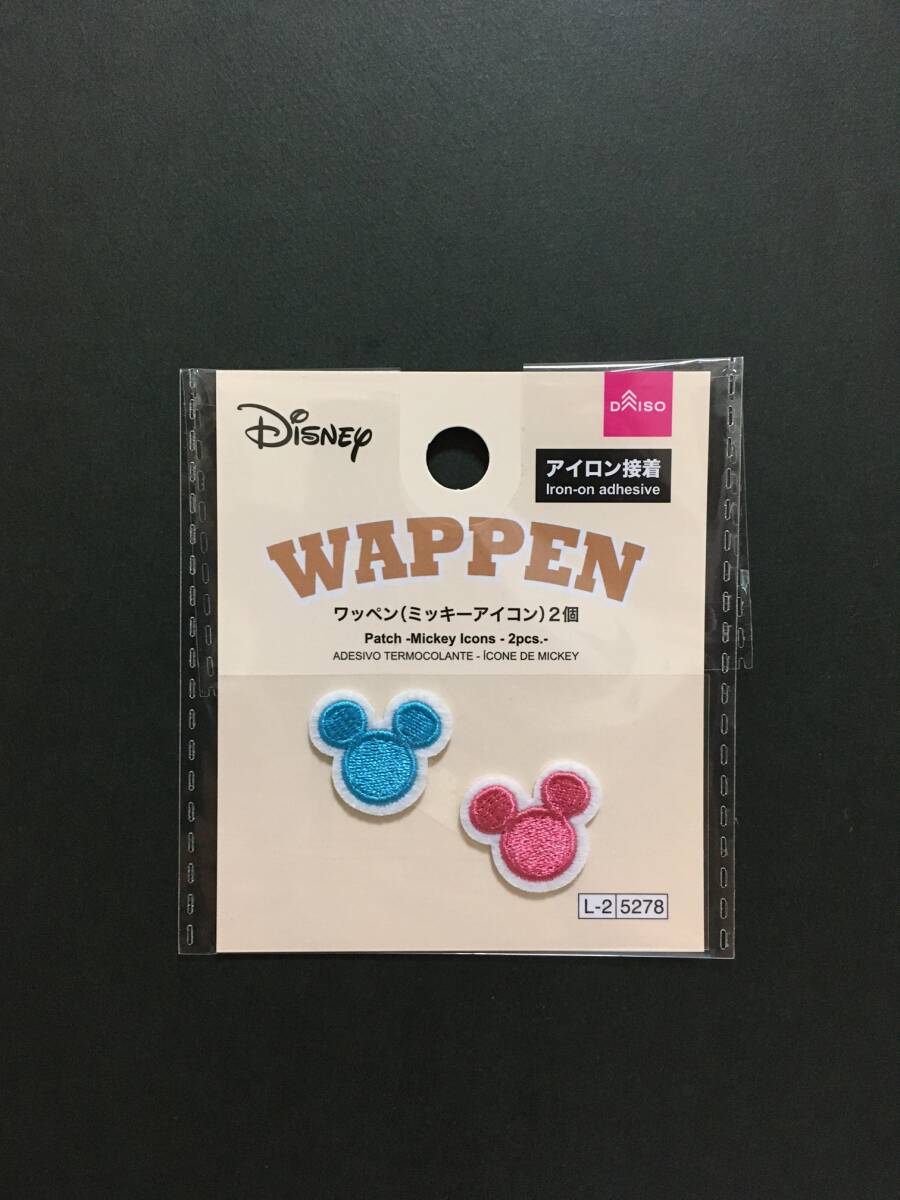 Disney
DAISO
アイロン接着
Iron-on adhesive
WAPPEN
ワッペン(ミッキーアイコン)2個
Patch -Mickey Icons - 2pcs.-
ADESIVO TERMOCOLANTE - ÍCONE DE MICKEY
L-2 5278